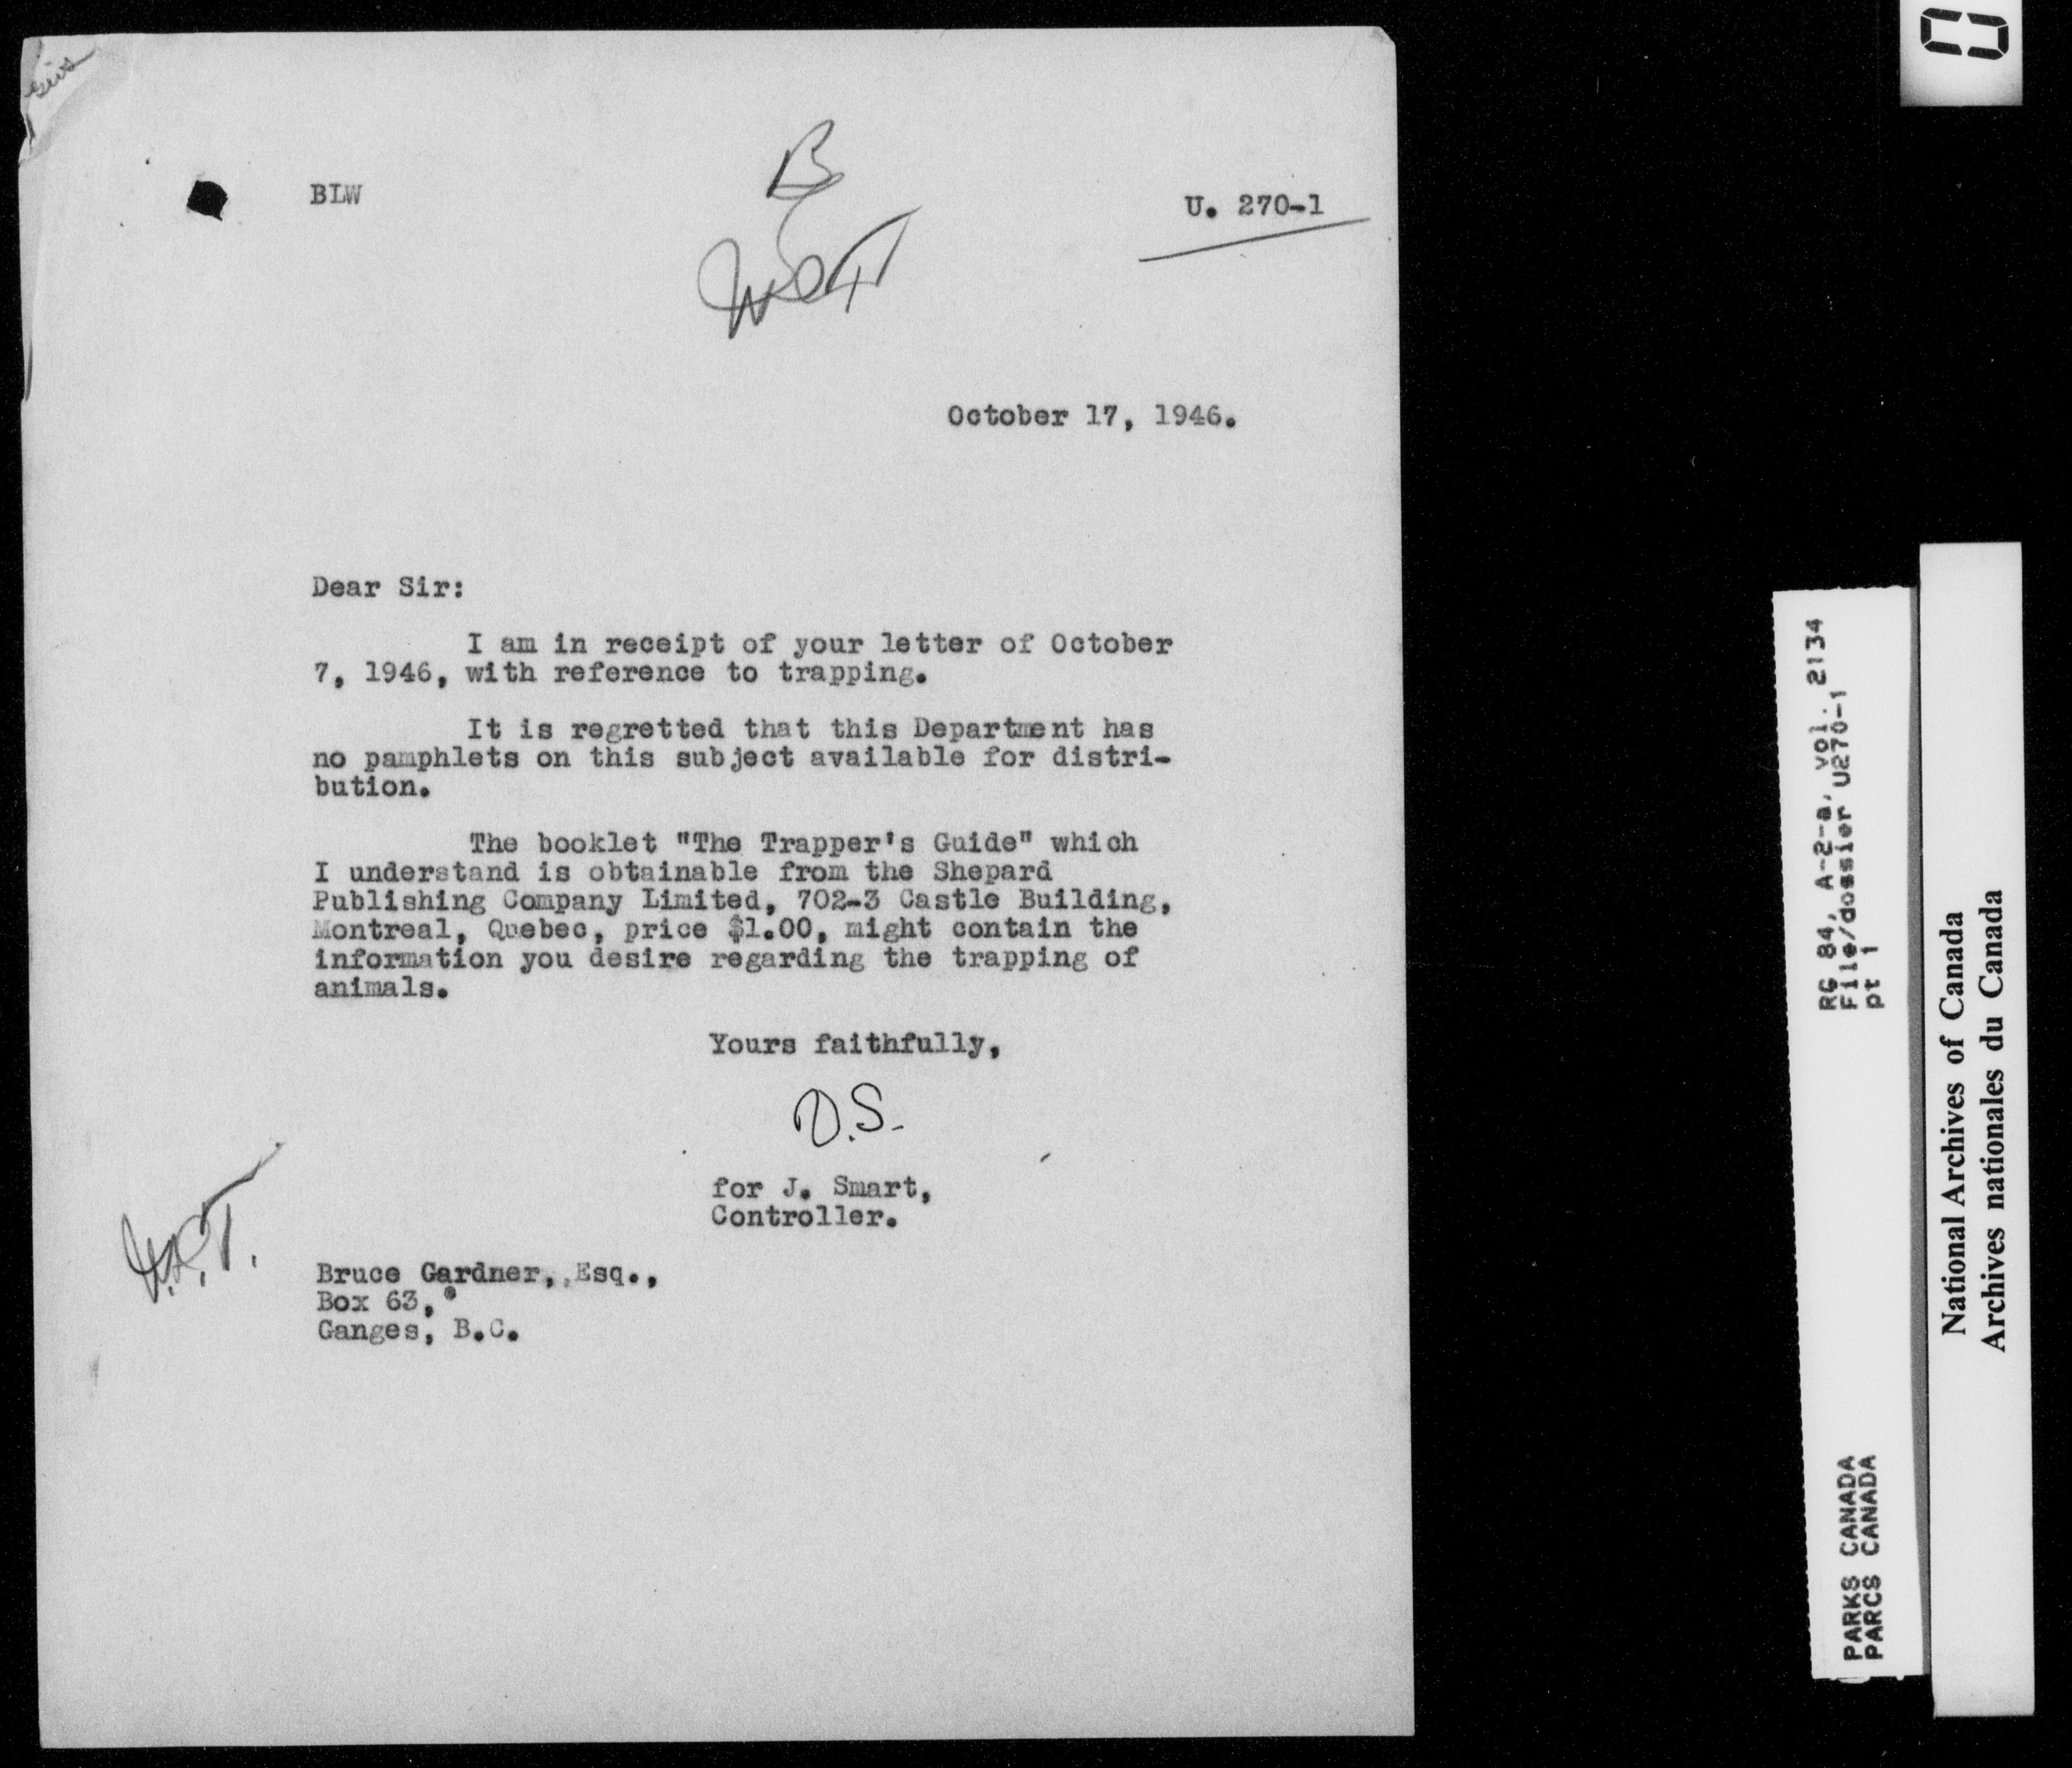 BLW
B
U. 270-1
October 17, 1946.
Dear Sir:
I am in receipt of your letter of October
7, 1946, with reference to trapping.
It is regretted that this Department has
no pamphlets on this subject available for distri-
bution.
The booklet "The Trapper's Guide" which
I understand is obtainable from the Shepard
Publishing Company Limited, 702-3 Castle Building,
Montreal, Quebec, price $1.00, might contain the
information you desire regarding the trapping of
animals.
Yours faithfully,
D.S.
for J. Smart,
Controller.
Bruce Gardner, Esq.,
Box 63,
Ganges, B.C.
RG 84, A-2-a, vol. 2134
File/dossier U270-1
pt 1
PARKS CANADA
PARCS CANADA
National Archives of Canada
Archives nationales du Canada